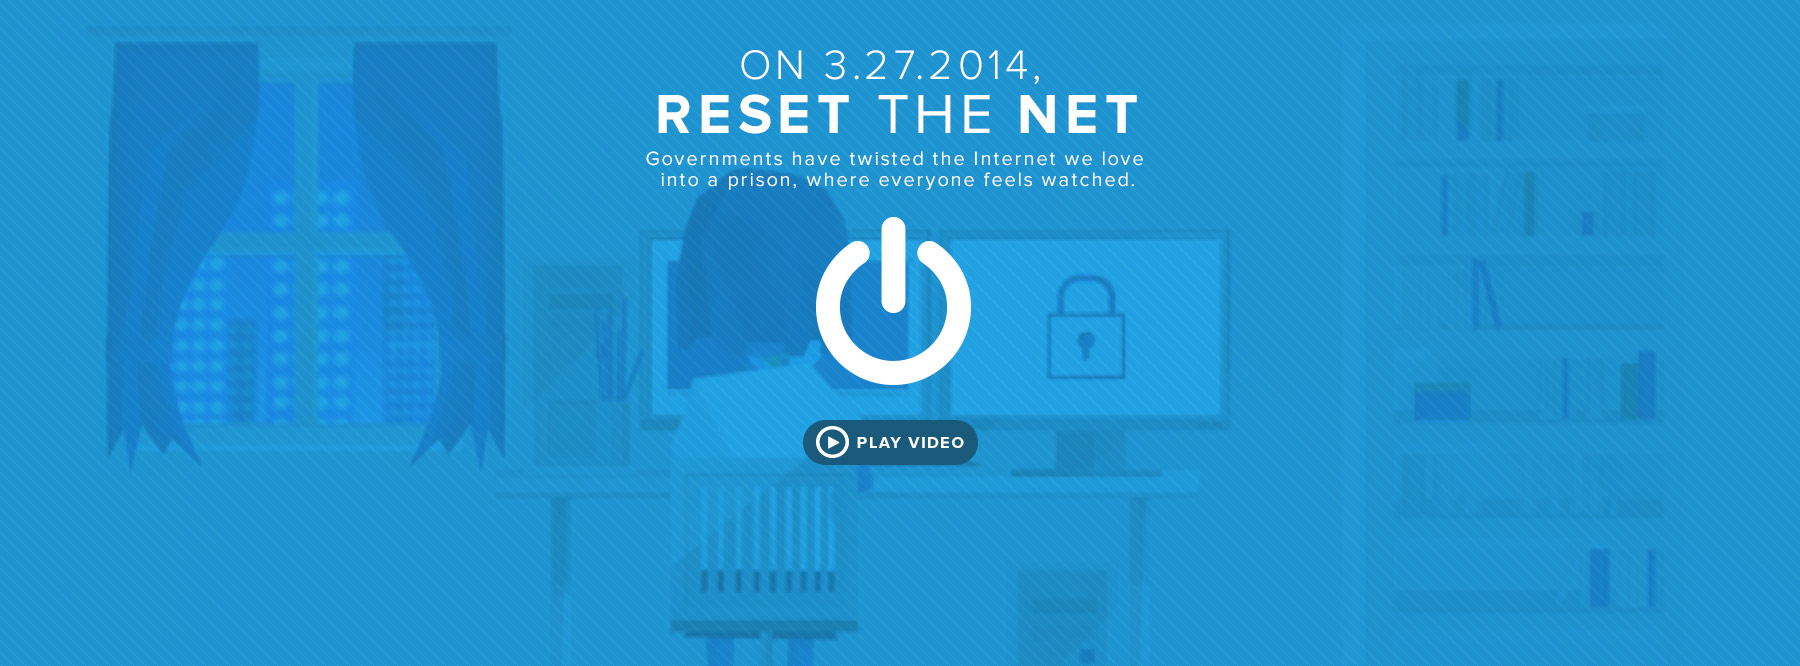 ON 3.27.2014,
RESET THE NET
Governments have twisted the Internet we love
into a prison, where everyone feels watched.
PLAY VIDEO